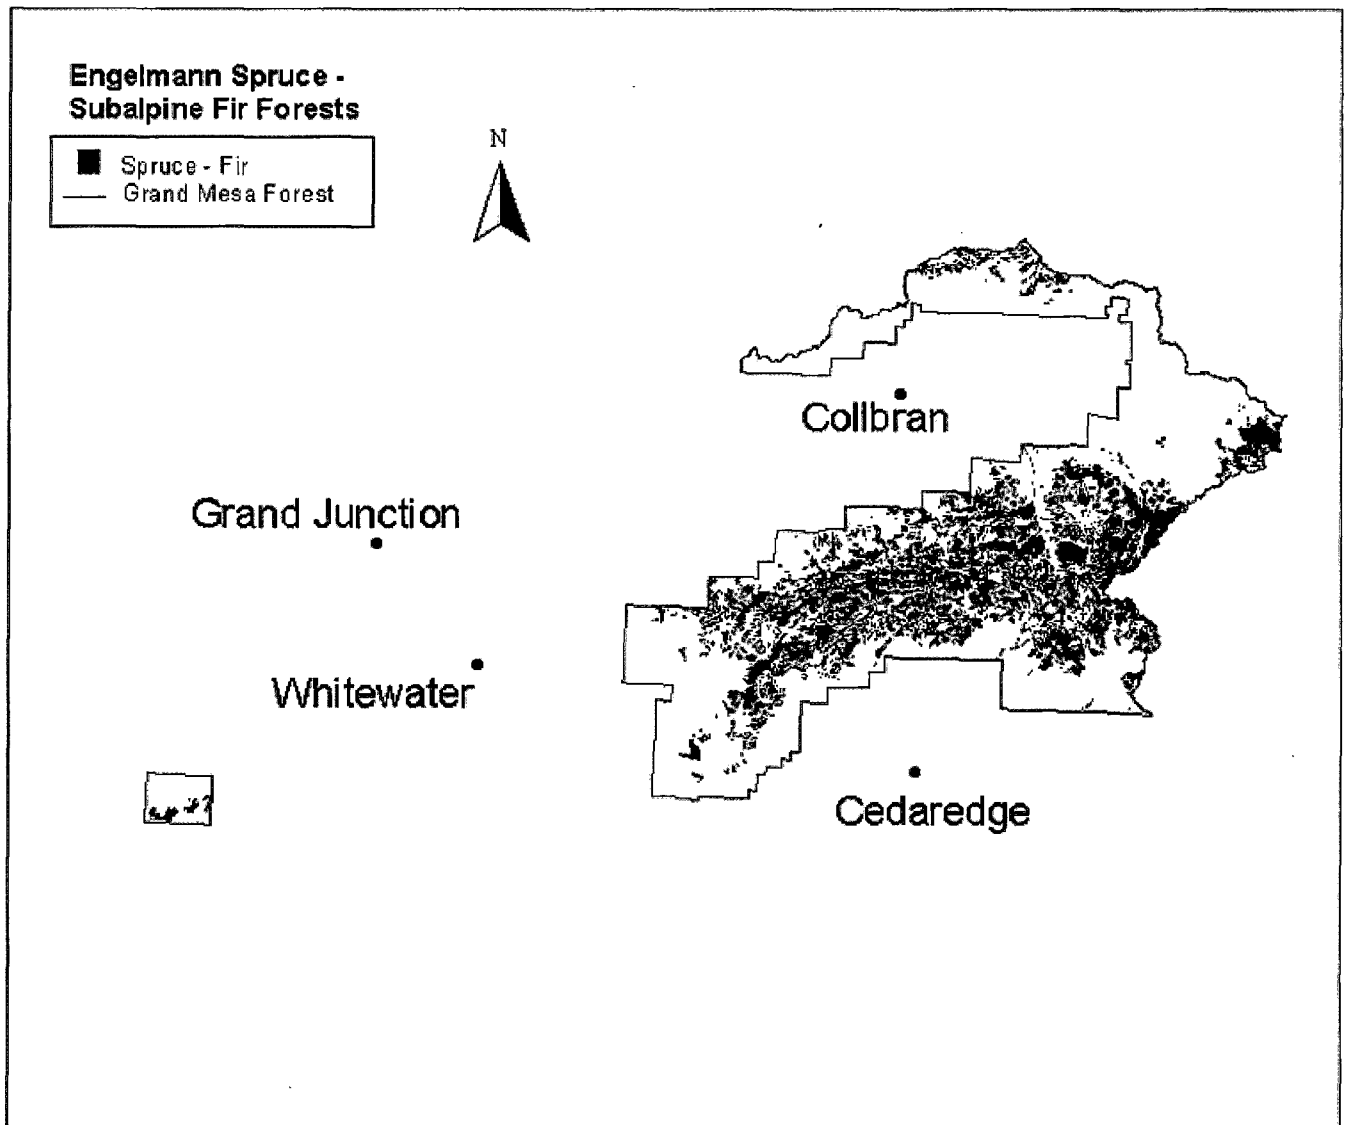 Engelmann Spruce -
Subalpine Fir Forests
Spruce - Fir
Grand Mesa Forest
N
Collbran
Grand Junction
Whitewater
Cedaredge